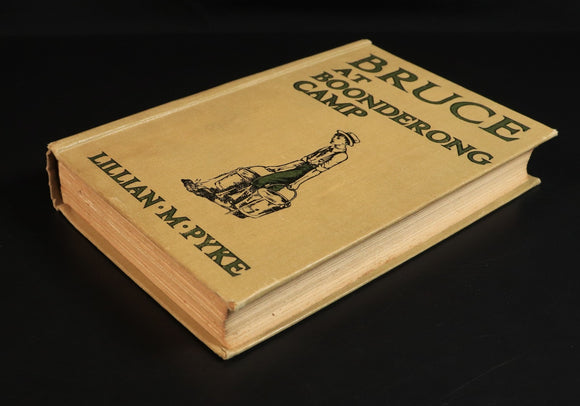 BRUCE
AT
BOONDERONG
CAMP
LILLIAN·M·PYKE